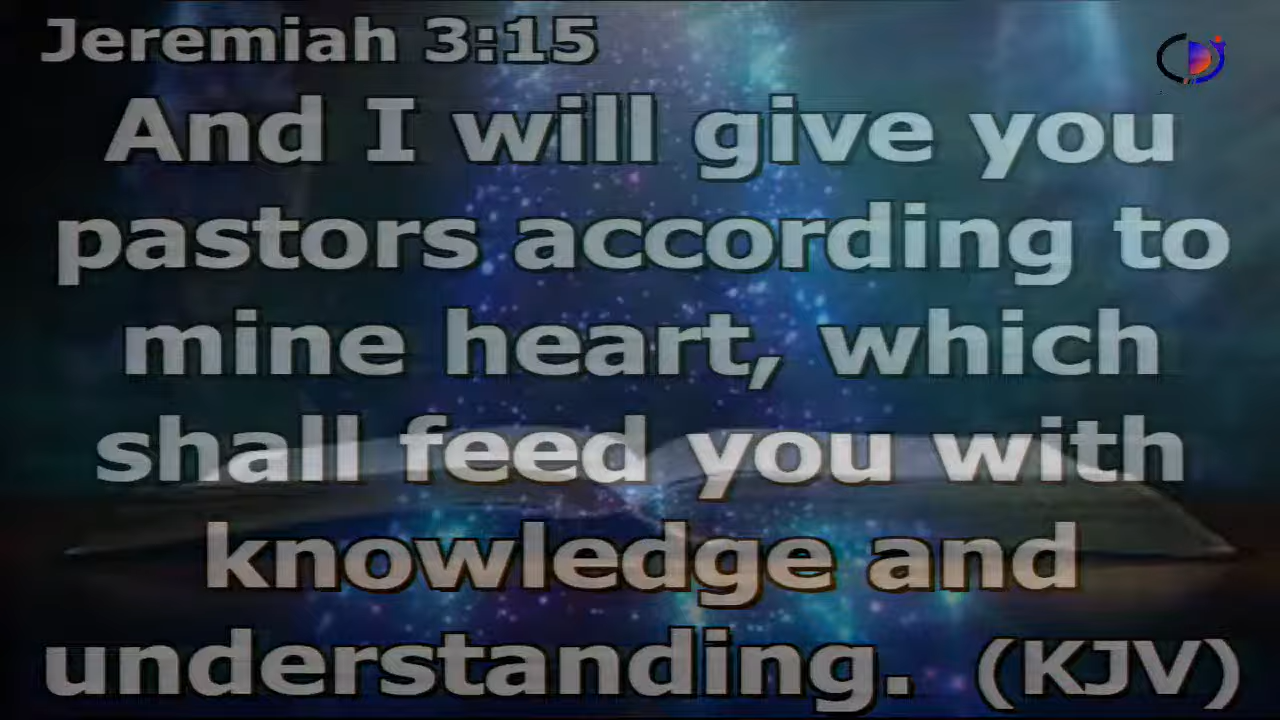 Jeremiah 3:15
And I will give you
pastors according to
mine heart, which
shall feed you with
knowledge and
understanding. (KJV)